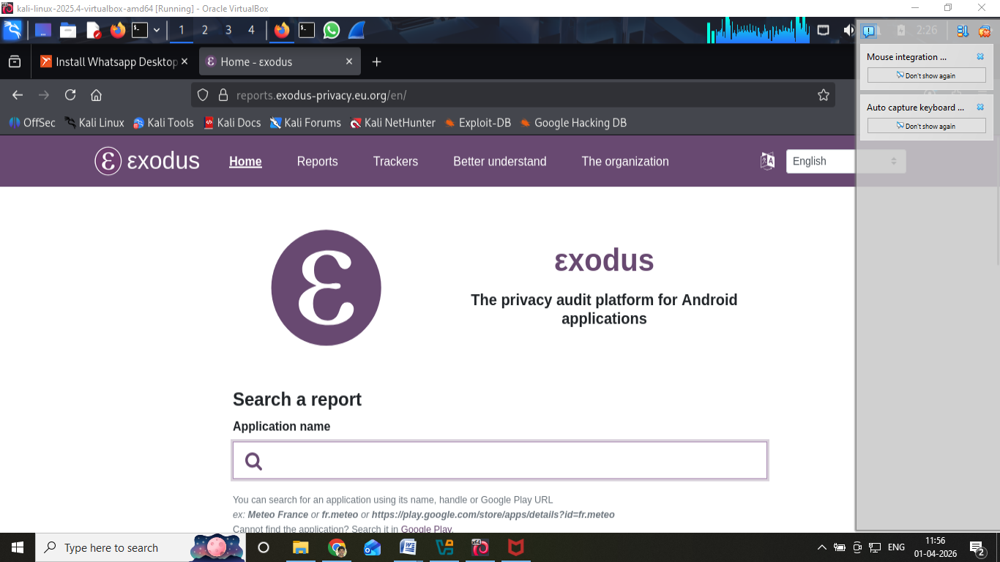 kali-linux-2025.4-virtualbox-amd64 [Running] - Oracle VirtualBox
1 2 3 4
2:26
Install Whatsapp Desktop
Home - εxodus
reports.exodus-privacy.eu.org/en/
OffSec Kali Linux Kali Tools Kali Docs Kali Forums Kali NetHunter Exploit-DB Google Hacking DB
Mouse integration ...
Don't show again
Auto capture keyboard ...
Don't show again
εxodus Home Reports Trackers Better understand The organization English
εxodus
The privacy audit platform for Android
applications
Search a report
Application name
You can search for an application using its name, handle or Google Play URL
ex: Meteo France or fr.meteo or https://play.google.com/store/apps/details?id=fr.meteo
Cannot find the application? Search it in Google Play.
Type here to search
ENG
11:56
01-04-2026
2